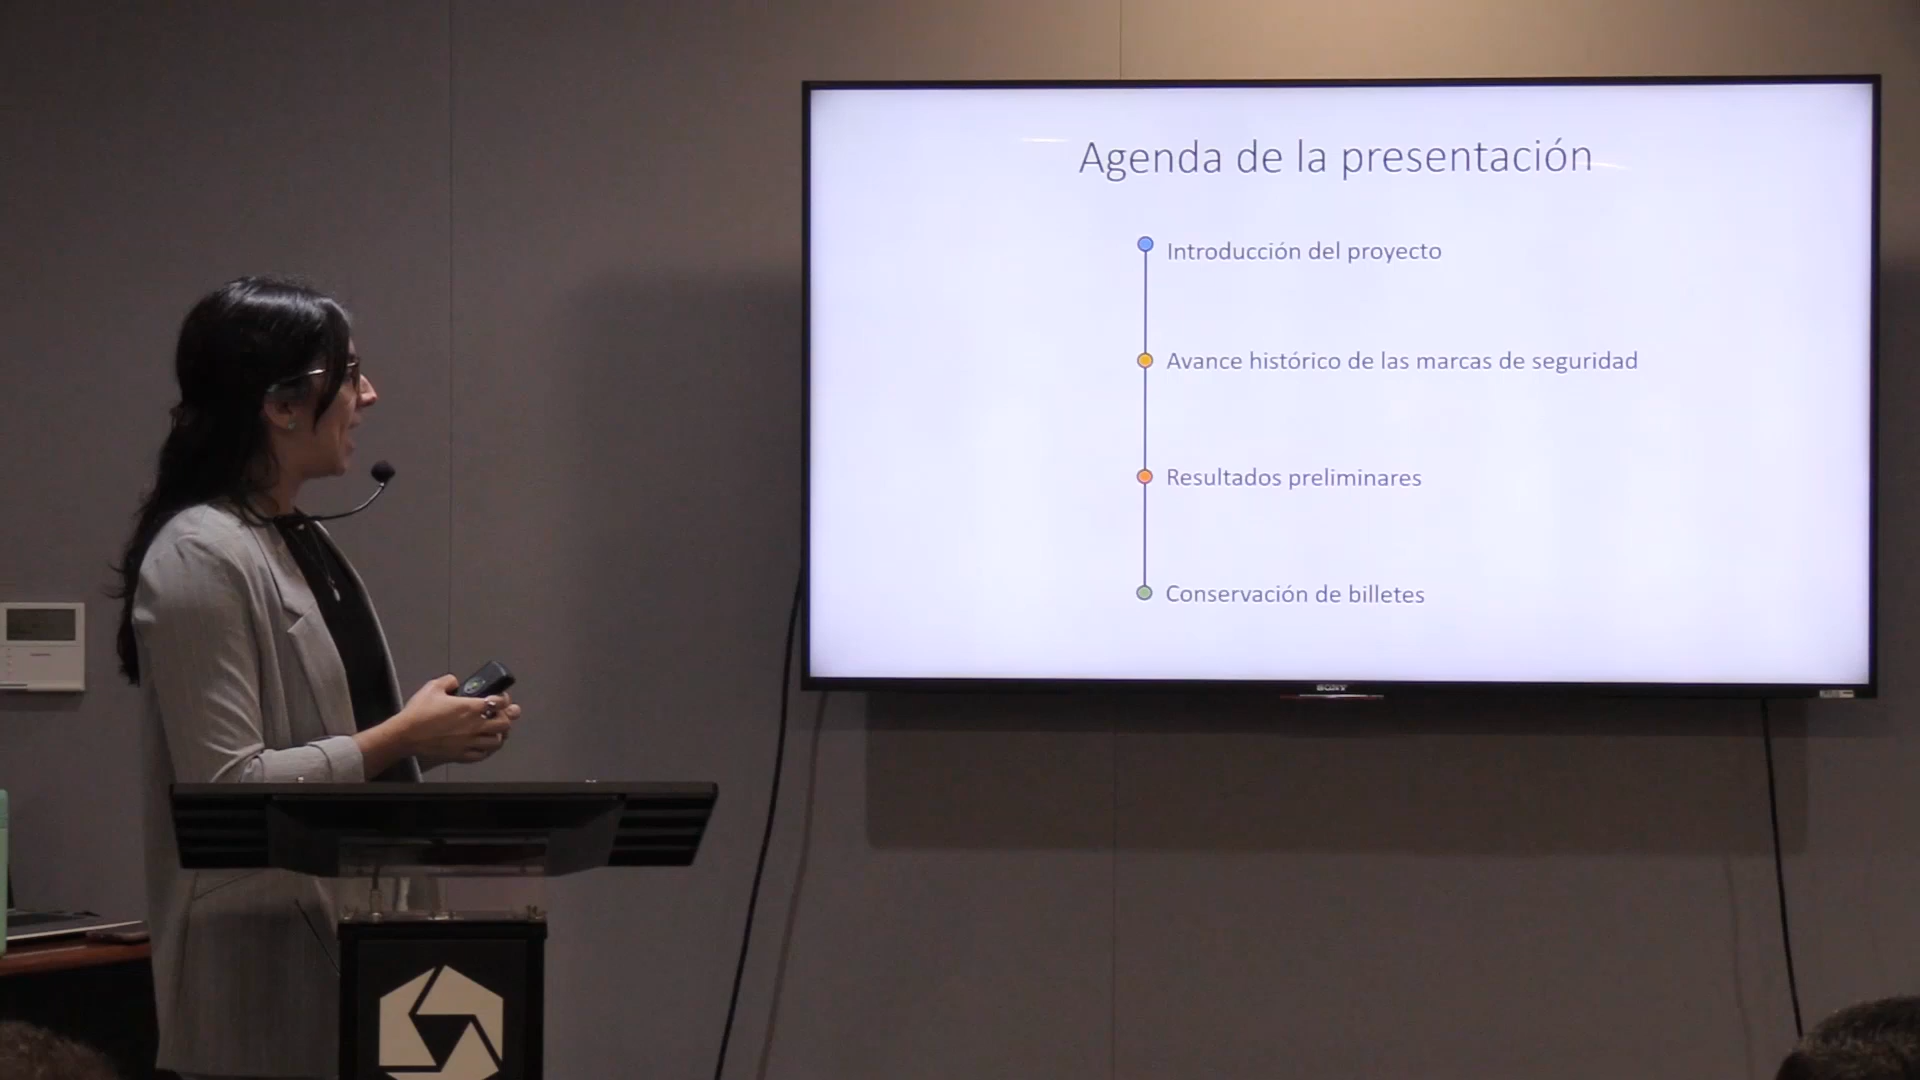 Agenda de la presentación
Introducción del proyecto
Avance histórico de las marcas de seguridad
Resultados preliminares
Conservación de billetes
SONY